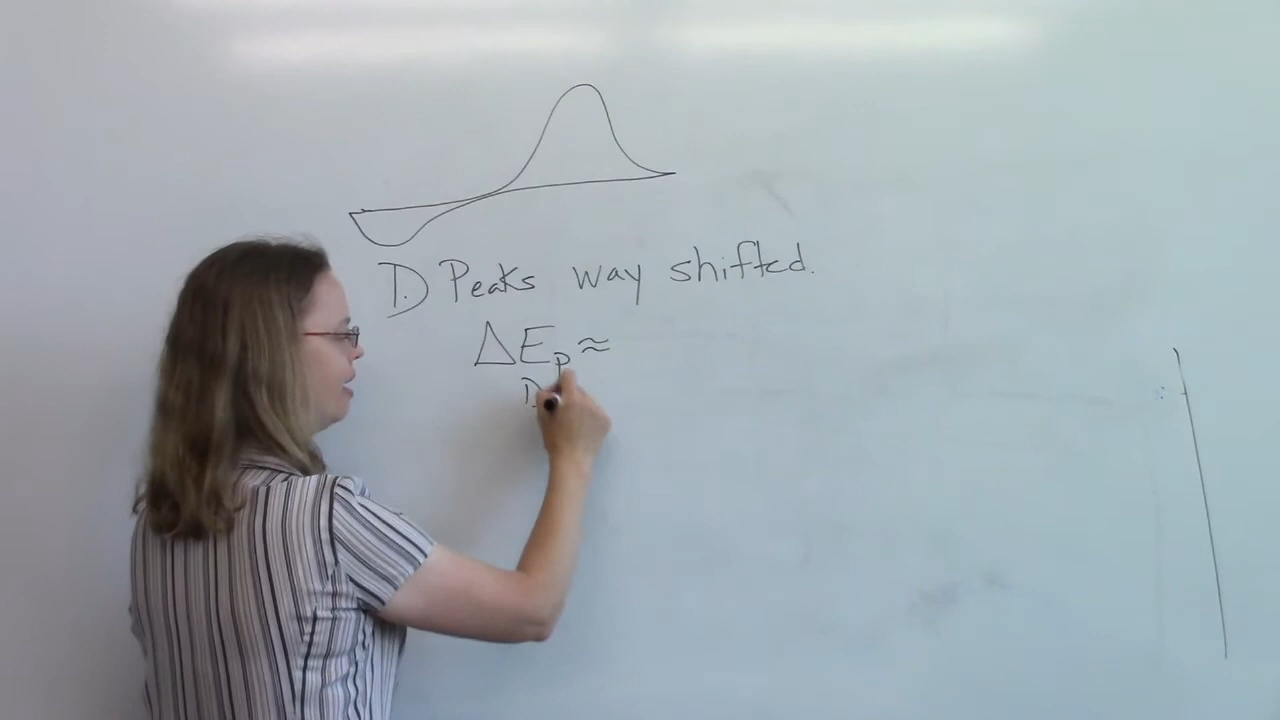 D. Peaks way shifted.
ΔEp ≈
D